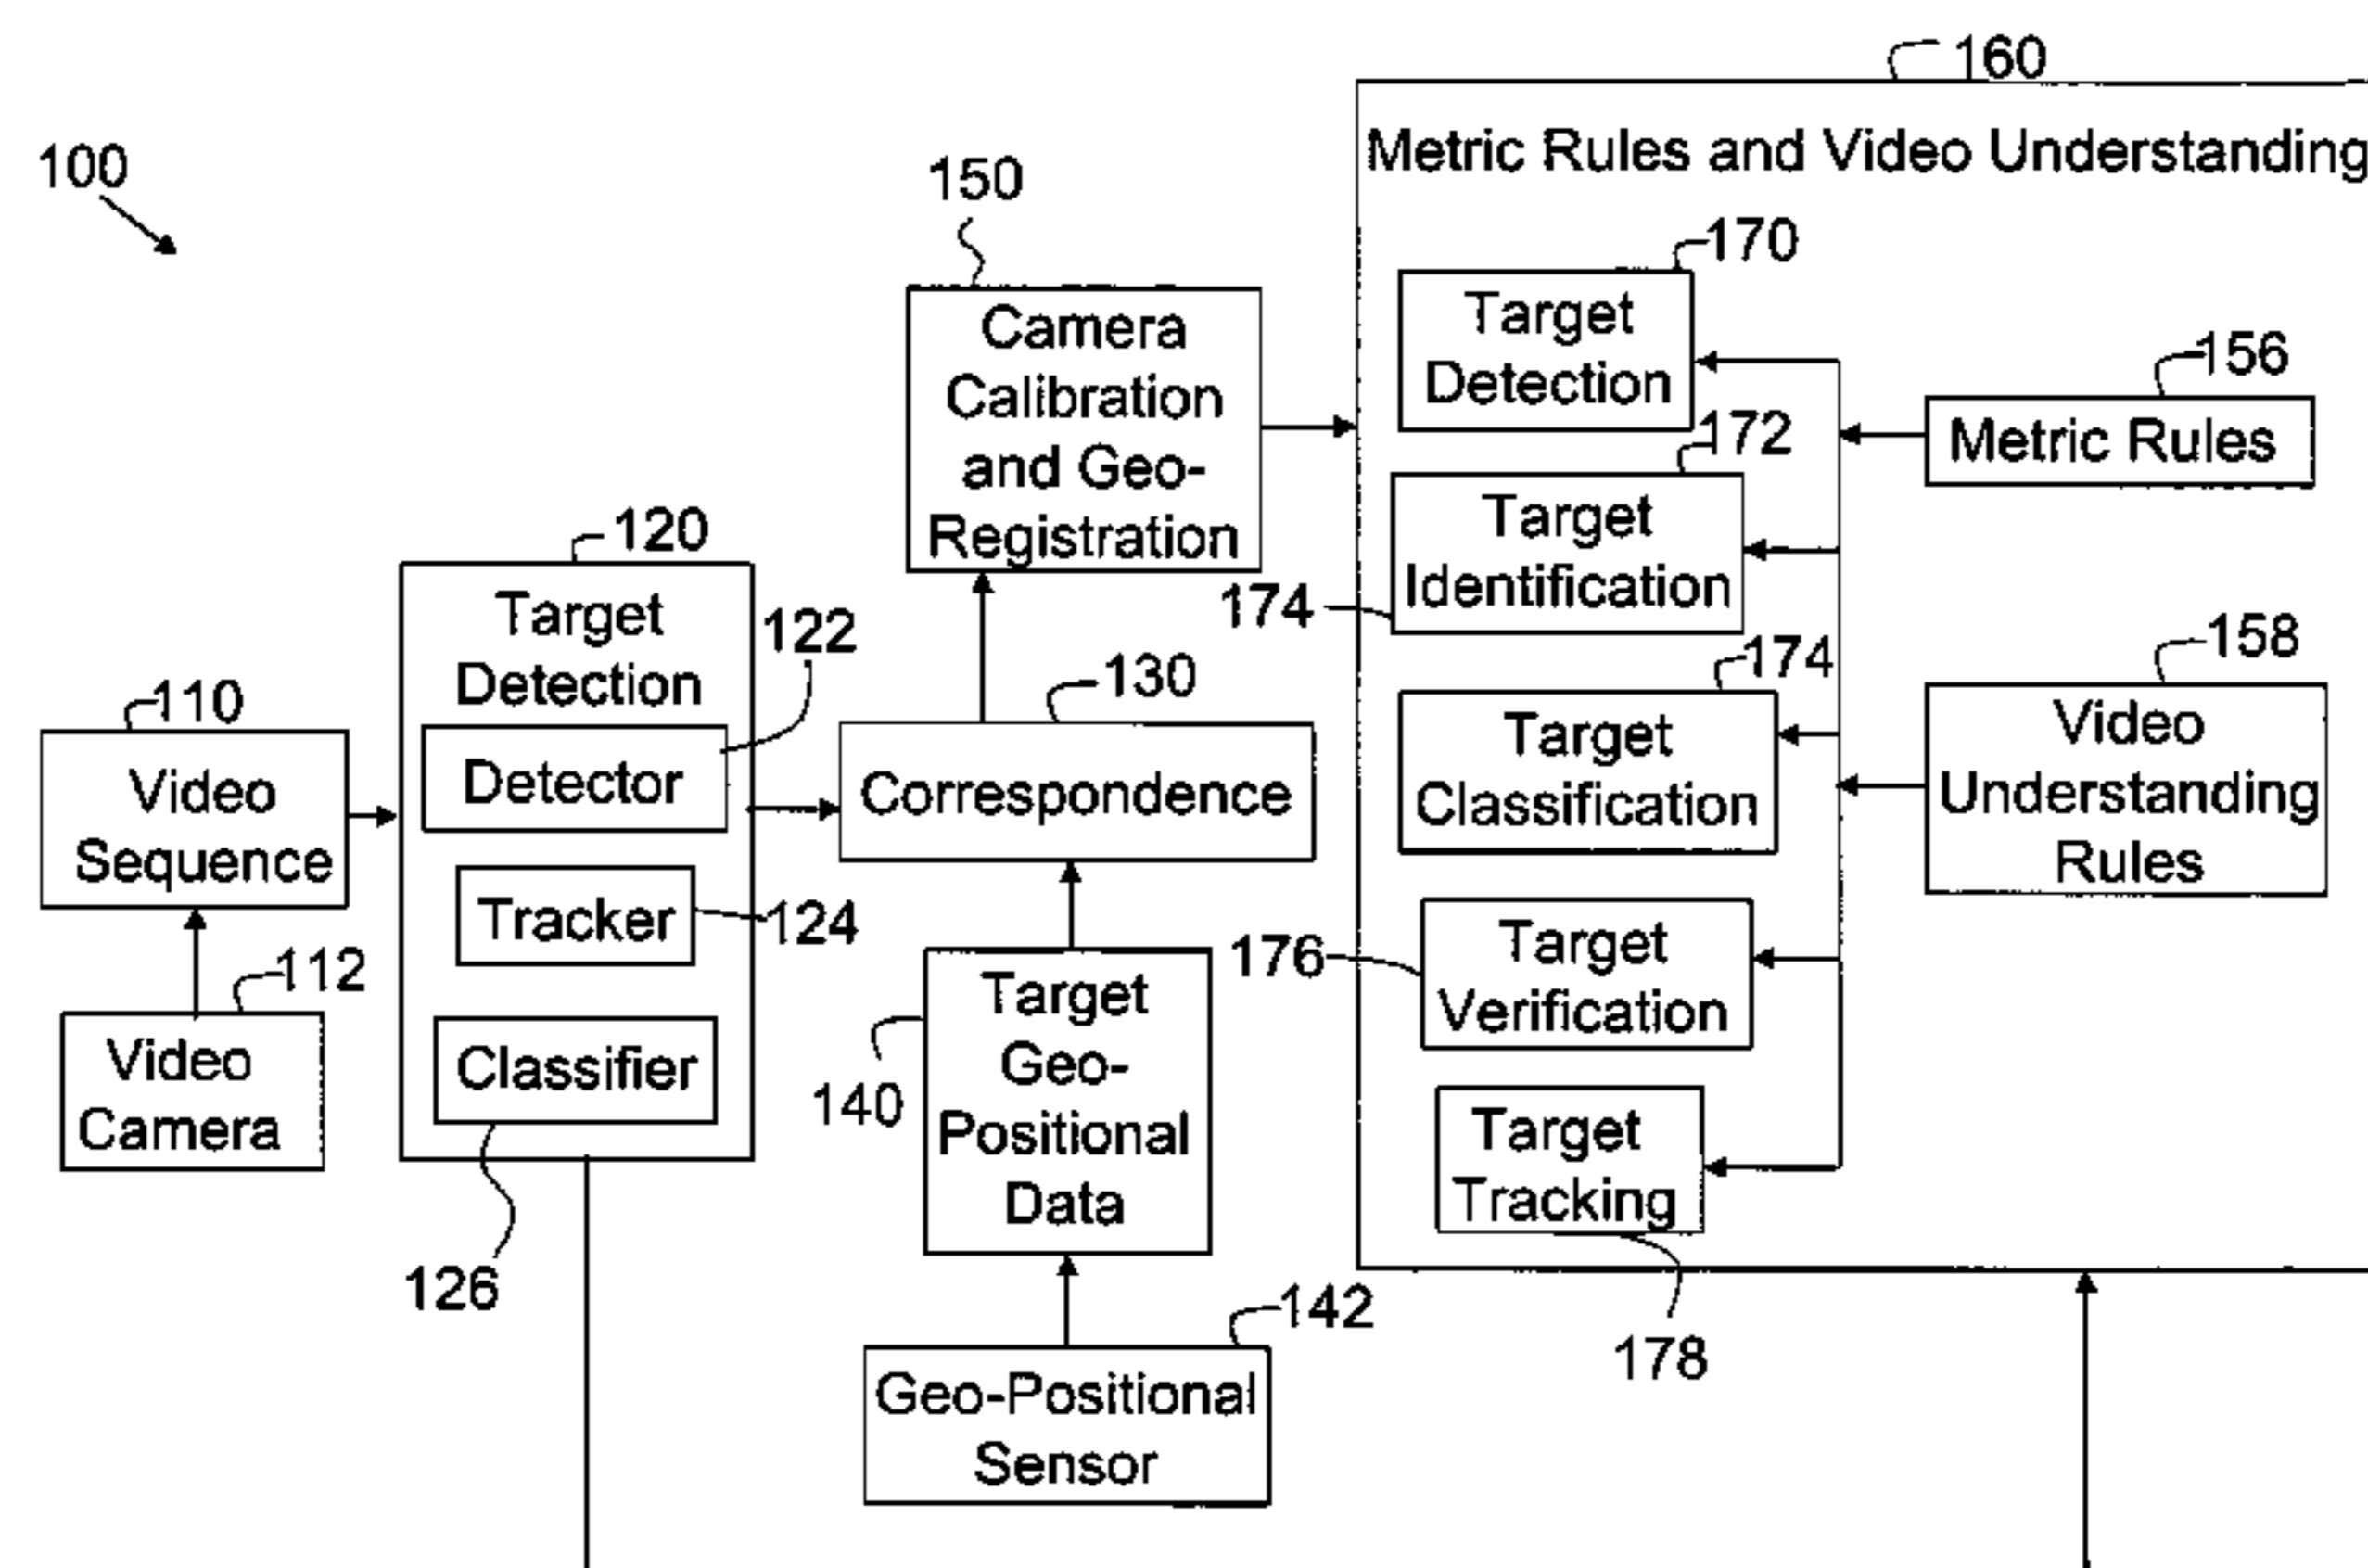 100
160
Metric Rules and Video Understanding
150
Camera
Calibration
and Geo-
Registration
170
Target
Detection
156
Metric Rules
172
Target
Identification
174
120
Target
Detection
122
Detector
Tracker
124
Classifier
126
110
Video
Sequence
112
Video
Camera
130
Correspondence
140
Target
Geo-
Positional
Data
142
Geo-Positional
Sensor
174
Target
Classification
158
Video
Understanding
Rules
176
Target
Verification
Target
Tracking
178